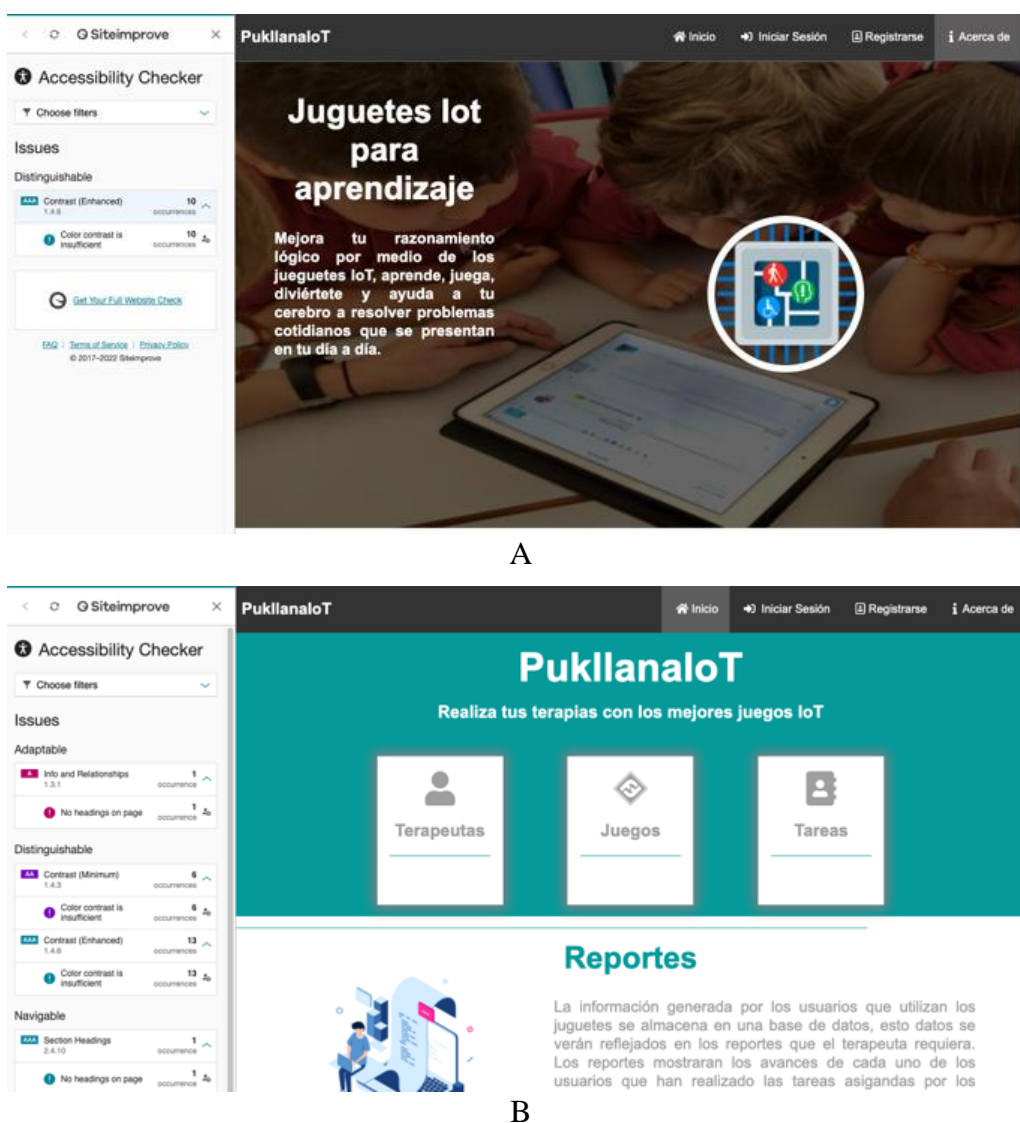 Siteimprove
PukllanaIoT
Inicio
Iniciar Sesión
Registrarse
Acerca de
Accessibility Checker
Choose filters
Issues
Distinguishable
AAA Contrast (Enhanced) 10
1.4.6 occurrences
Color contrast is 10
insufficient occurrences
Get Your Full Website Check
FAQ | Terms of Service | Privacy Policy
© 2017–2022 Siteimprove
Juguetes Iot
para
aprendizaje
Mejora tu razonamiento
lógico por medio de los
jueguetes IoT, aprende, juega,
diviértete y ayuda a tu
cerebro a resolver problemas
cotidianos que se presentan
en tu día a día.
A
Siteimprove
PukllanaIoT
Inicio
Iniciar Sesión
Registrarse
Acerca de
Accessibility Checker
Choose filters
Issues
Adaptable
A Info and Relationships 1
1.3.1 occurrence
No headings on page 1
occurrence
Distinguishable
AA Contrast (Minimum) 6
1.4.3 occurrences
Color contrast is 6
insufficient occurrences
AAA Contrast (Enhanced) 13
1.4.6 occurrences
Color contrast is 13
insufficient occurrences
Navigable
AAA Section Headings 1
2.4.10 occurrence
No headings on page 1
occurrence
PukllanaIoT
Realiza tus terapias con los mejores juegos IoT
Terapeutas
Juegos
Tareas
Reportes
La información generada por los usuarios que utilizan los
juguetes se almacena en una base de datos, esto datos se
verán reflejados en los reportes que el terapeuta requiera.
Los reportes mostraran los avances de cada uno de los
usuarios que han realizado las tareas asigandas por los
B